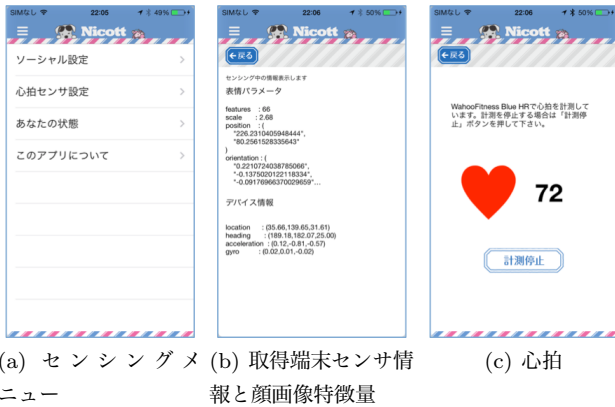 SIMなし 22:05 49%
Nicott
ソーシャル設定
心拍センサ設定
あなたの状態
このアプリについて
(a) センシングメ
ニュー
SIMなし 22:06 50%
Nicott
戻る
センシング中の情報表示します
表情パラメータ
features : 66
scale : 2.68
position : (
"226.2310405948444",
"80.2561528335643"
)
orientation : (
"0.2210724038785066",
"-0.1375020122118334",
"-0.09176966370029659"...
デバイス情報
location : (35.66,139.65,31.61)
heading : (189.18,182.07,25.00)
acceleration : (0.12,-0.81,-0.57)
gyro : (0.02,0.01,-0.02)
(b) 取得端末センサ情
報と顔画像特徴量
SIMなし 22:06 50%
Nicott
戻る
WahooFitness Blue HRで心拍を計測して
います。計測を停止する場合は「計測停
止」ボタンを押して下さい。
72
計測停止
(c) 心拍